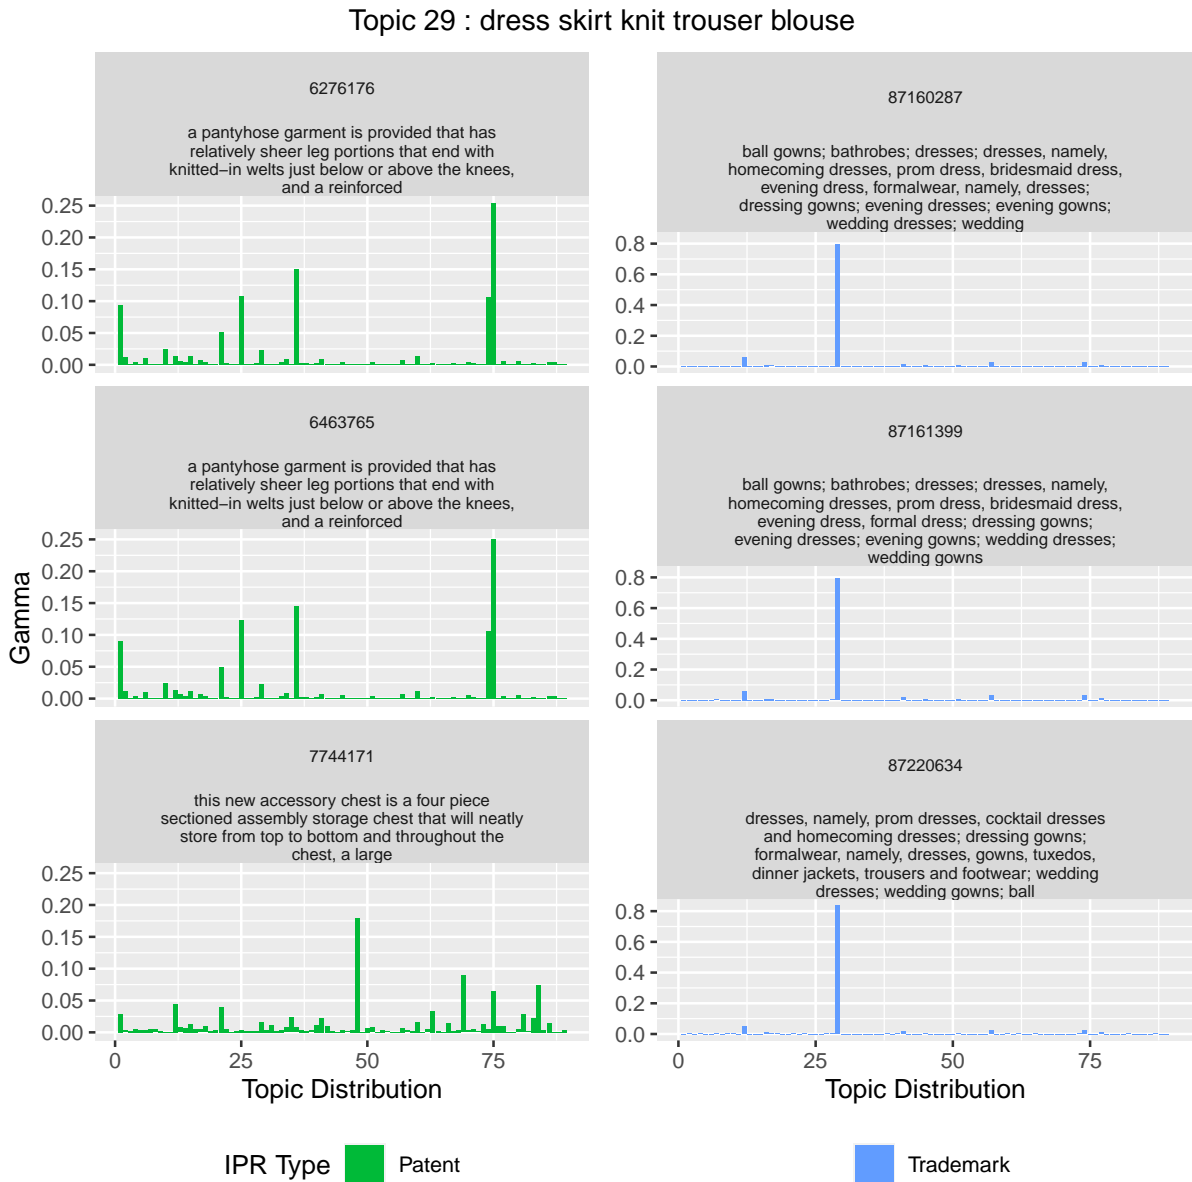 Topic 29 : dress skirt knit trouser blouse
6276176
a pantyhose garment is provided that has
relatively sheer leg portions that end with
knitted−in welts just below or above the knees,
and a reinforced
0.25
0.20
0.15
0.10
0.05
0.00
87160287
ball gowns; bathrobes; dresses; dresses, namely,
homecoming dresses, prom dress, bridesmaid dress,
evening dress, formalwear, namely, dresses;
dressing gowns; evening dresses; evening gowns;
wedding dresses; wedding
0.8
0.6
0.4
0.2
0.0
6463765
a pantyhose garment is provided that has
relatively sheer leg portions that end with
knitted−in welts just below or above the knees,
and a reinforced
0.25
0.20
0.15
0.10
0.05
0.00
87161399
ball gowns; bathrobes; dresses; dresses, namely,
homecoming dresses, prom dress, bridesmaid dress,
evening dress, formal dress; dressing gowns;
evening dresses; evening gowns; wedding dresses;
wedding gowns
0.8
0.6
0.4
0.2
0.0
Gamma
7744171
this new accessory chest is a four piece
sectioned assembly storage chest that will neatly
store from top to bottom and throughout the
chest, a large
0.25
0.20
0.15
0.10
0.05
0.00
0 25 50 75
Topic Distribution
87220634
dresses, namely, prom dresses, cocktail dresses
and homecoming dresses; dressing gowns;
formalwear, namely, dresses, gowns, tuxedos,
dinner jackets, trousers and footwear; wedding
dresses; wedding gowns; ball
0.8
0.6
0.4
0.2
0.0
0 25 50 75
Topic Distribution
IPR Type Patent Trademark